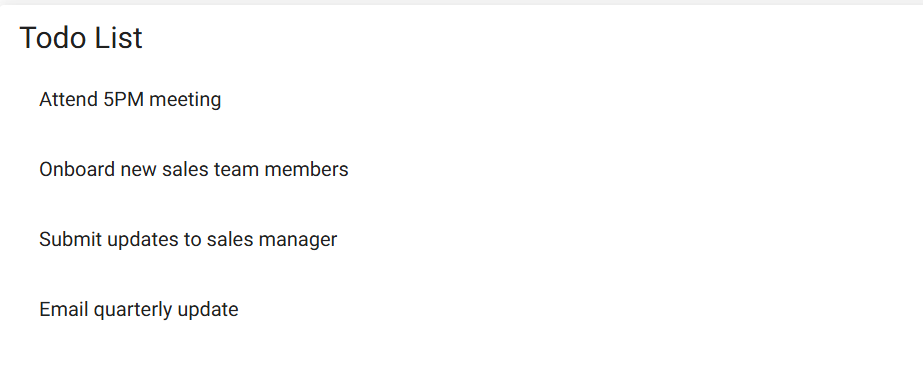 Todo List
Attend 5PM meeting
Onboard new sales team members
Submit updates to sales manager
Email quarterly update